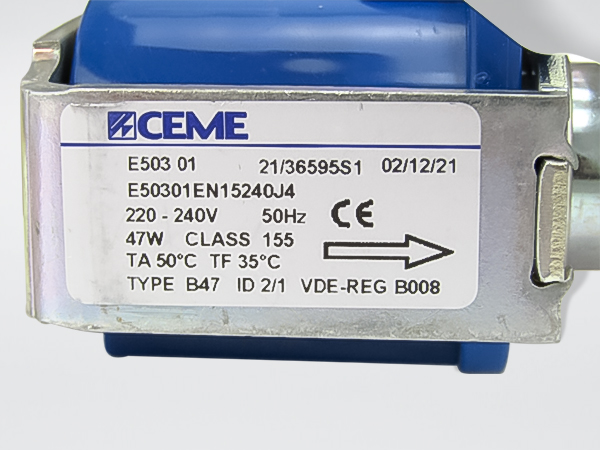 CEME
E503 01 21/36595S1 02/12/21
E50301EN15240J4
220 - 240V 50Hz CE
47W CLASS 155
TA 50°C TF 35°C
TYPE B47 ID 2/1 VDE-REG B008